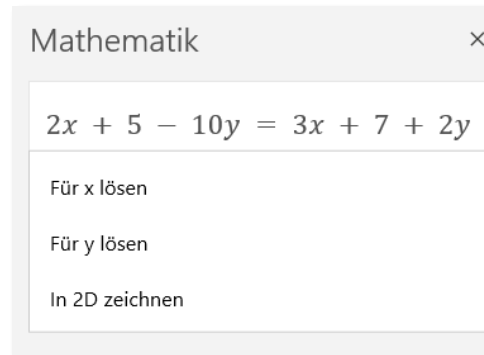 Mathematik ×
2x + 5 − 10y = 3x + 7 + 2y
Für x lösen
Für y lösen
In 2D zeichnen